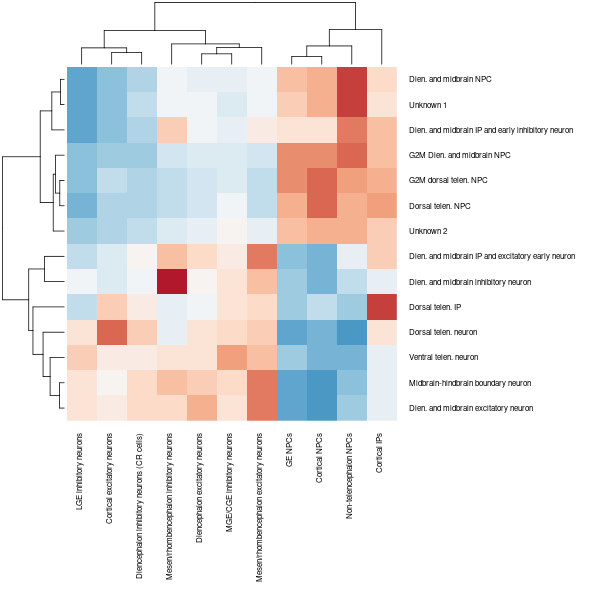 Dien. and midbrain NPC
Unknown 1
Dien. and midbrain IP and early inhibitory neuron
G2M Dien. and midbrain NPC
G2M dorsal telen. NPC
Dorsal telen. NPC
Unknown 2
Dien. and midbrain IP and excitatory early neuron
Dien. and midbrain inhibitory neuron
Dorsal telen. IP
Dorsal telen. neuron
Ventral telen. neuron
Midbrain-hindbrain boundary neuron
Dien. and midbrain excitatory neuron
LGE inhibitory neurons
Cortical excitatory neurons
Diencephalon inhibitory neurons (CR cells)
Mesen/rhombencephalon inhibitory neurons
Diencephalon excitatory neurons
MGE/CGE inhibitory neurons
Mesen/rhombencephalon excitatory neurons
GE NPCs
Cortical NPCs
Non-telencephalon NPCs
Cortical IPs